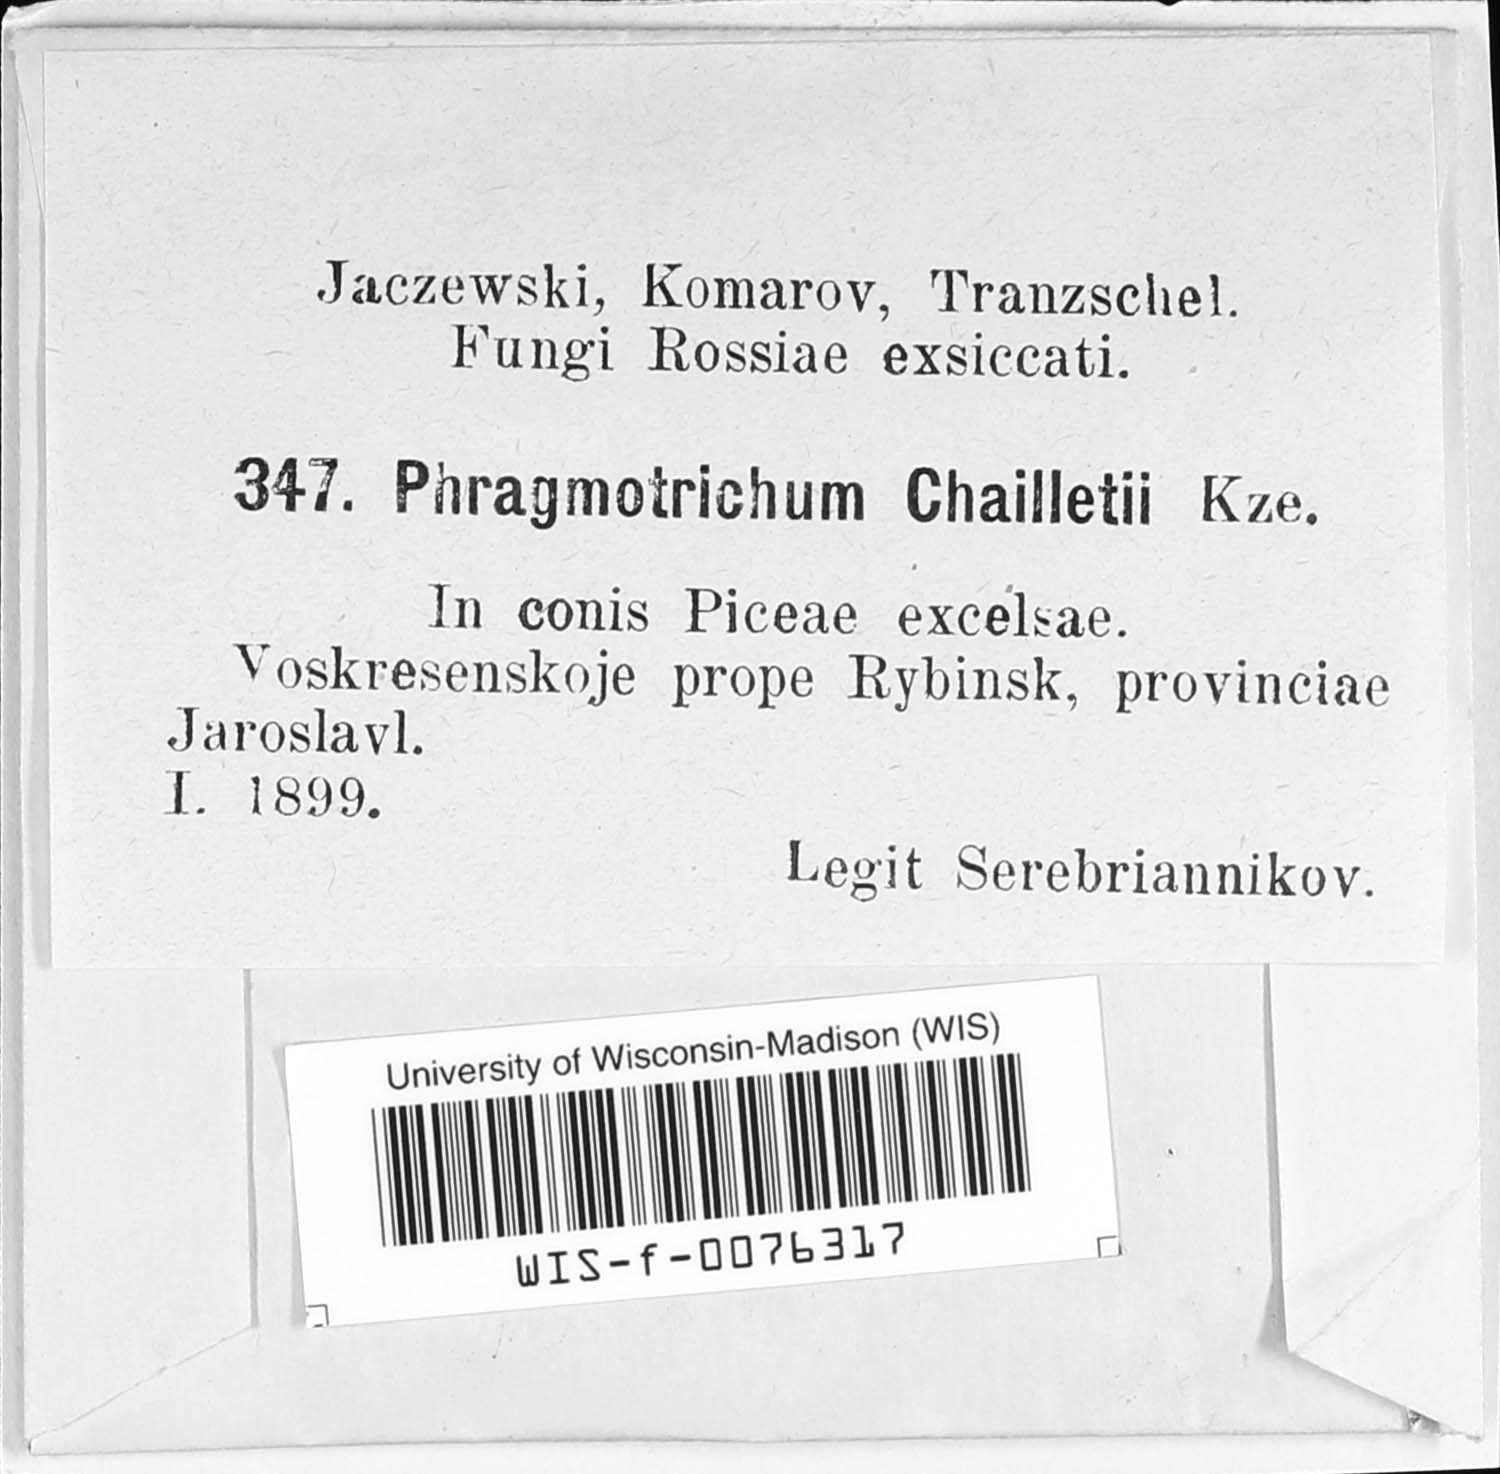 Jaczewski, Komarov, Tranzschel.
Fungi Rossiae exsiccati.
347. Phragmotrichum Chailletii Kze.
In conis Piceae excelsae.
Voskresenskoje prope Rybinsk, provinciae
Jaroslavl.
I. 1899.
Legit Serebriannikov.
University of Wisconsin-Madison (WIS)
WIS-f-0076317